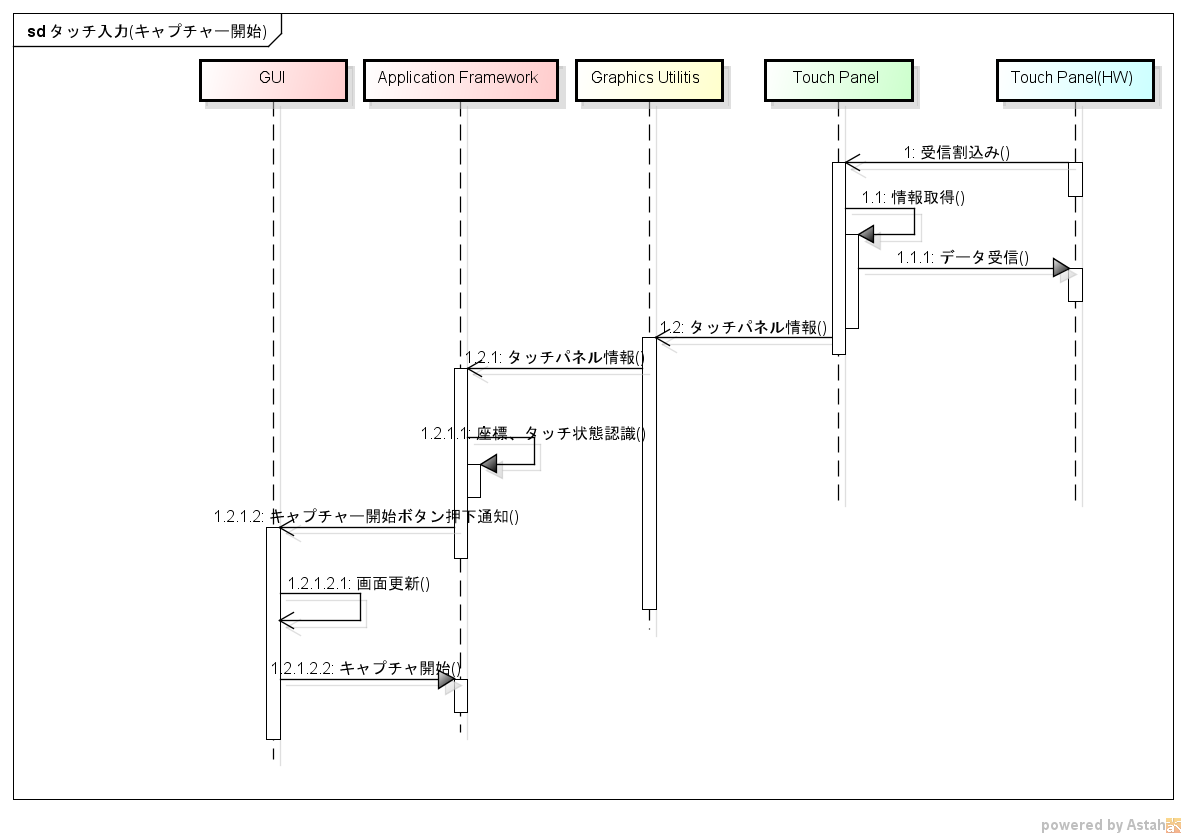 sd タッチ入力(キャプチャー開始)
GUI
Application Framework
Graphics Utilitis
Touch Panel
Touch Panel(HW)
1: 受信割込み()
1.1: 情報取得()
1.1.1: データ受信()
1.2: タッチパネル情報()
1.2.1: タッチパネル情報()
1.2.1.1: 座標、タッチ状態認識()
1.2.1.2: キャプチャー開始ボタン押下通知()
1.2.1.2.1: 画面更新()
1.2.1.2.2: キャプチャ開始()
powered by Astah